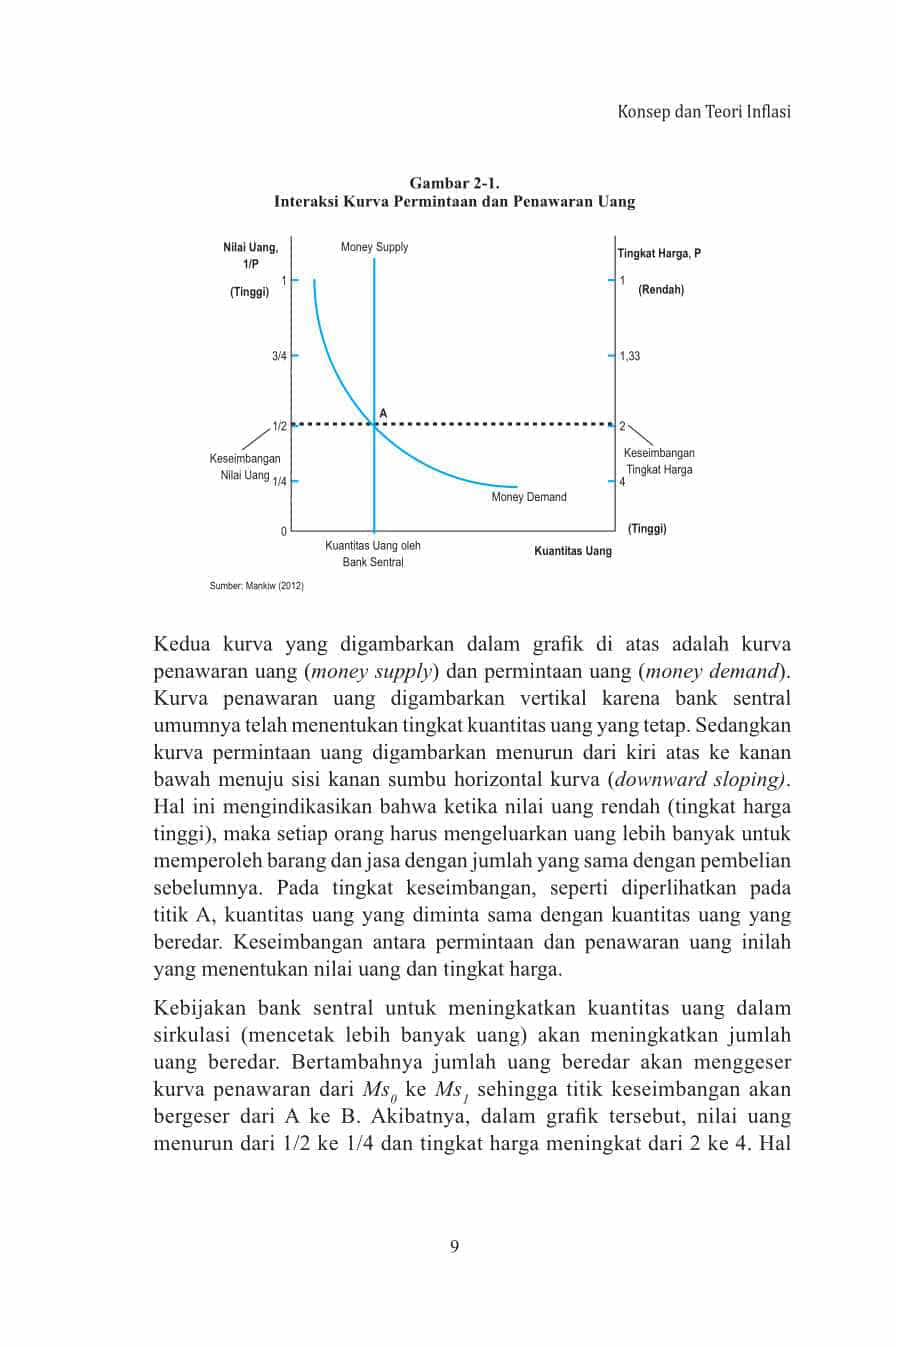 Konsep dan Teori Inflasi
Gambar 2-1.
Interaksi Kurva Permintaan dan Penawaran Uang
Nilai Uang,
1/P
(Tinggi)
1
3/4
1/2
Keseimbangan
Nilai Uang
1/4
0
Money Supply
A
Money Demand
Kuantitas Uang oleh
Bank Sentral
Kuantitas Uang
Tingkat Harga, P
1
(Rendah)
1,33
2
Keseimbangan
Tingkat Harga
4
(Tinggi)
Sumber: Mankiw (2012)
Kedua kurva yang digambarkan dalam grafik di atas adalah kurva
penawaran uang (money supply) dan permintaan uang (money demand).
Kurva penawaran uang digambarkan vertikal karena bank sentral
umumnya telah menentukan tingkat kuantitas uang yang tetap. Sedangkan
kurva permintaan uang digambarkan menurun dari kiri atas ke kanan
bawah menuju sisi kanan sumbu horizontal kurva (downward sloping).
Hal ini mengindikasikan bahwa ketika nilai uang rendah (tingkat harga
tinggi), maka setiap orang harus mengeluarkan uang lebih banyak untuk
memperoleh barang dan jasa dengan jumlah yang sama dengan pembelian
sebelumnya. Pada tingkat keseimbangan, seperti diperlihatkan pada
titik A, kuantitas uang yang diminta sama dengan kuantitas uang yang
beredar. Keseimbangan antara permintaan dan penawaran uang inilah
yang menentukan nilai uang dan tingkat harga.
Kebijakan bank sentral untuk meningkatkan kuantitas uang dalam
sirkulasi (mencetak lebih banyak uang) akan meningkatkan jumlah
uang beredar. Bertambahnya jumlah uang beredar akan menggeser
kurva penawaran dari Ms0 ke Ms1 sehingga titik keseimbangan akan
bergeser dari A ke B. Akibatnya, dalam grafik tersebut, nilai uang
menurun dari 1/2 ke 1/4 dan tingkat harga meningkat dari 2 ke 4. Hal
9